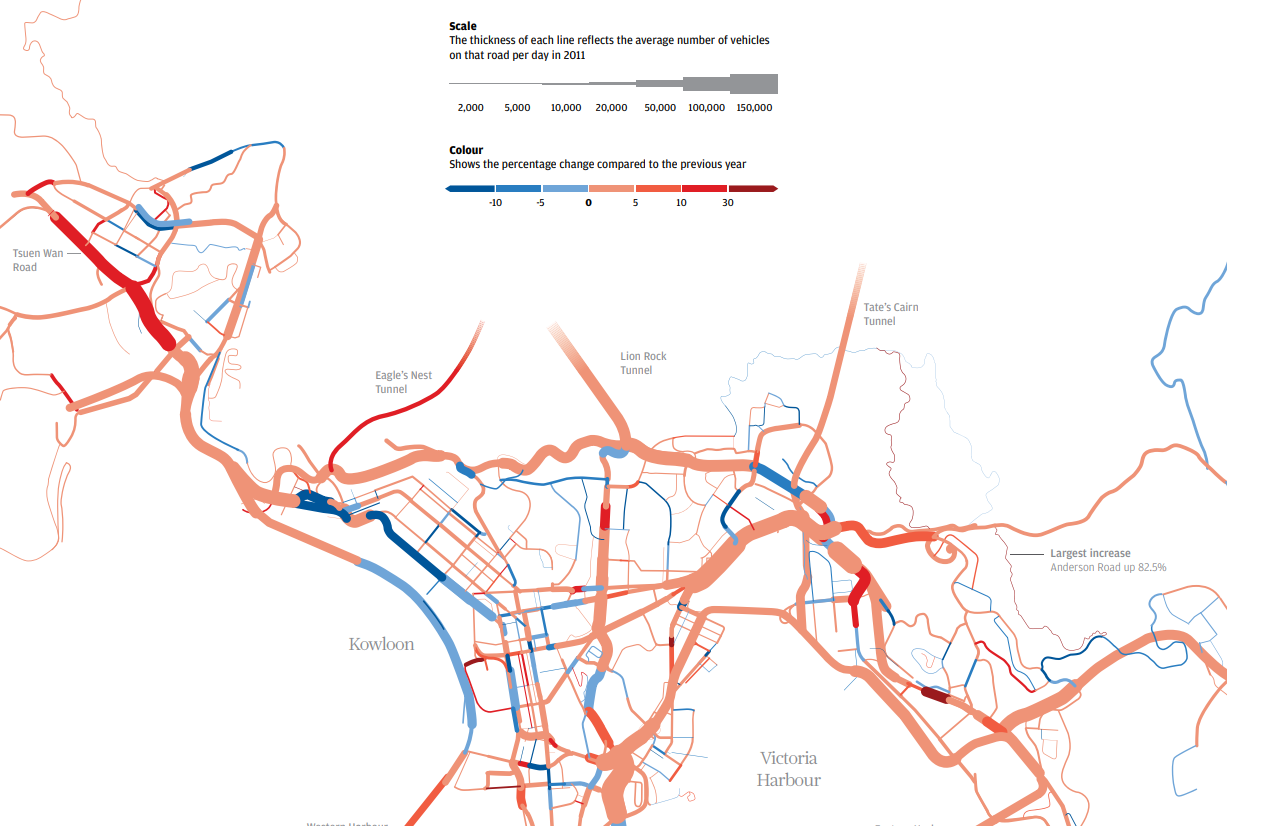 Scale
The thickness of each line reflects the average number of vehicles
on that road per day in 2011
2,000 5,000 10,000 20,000 50,000 100,000 150,000
Colour
Shows the percentage change compared to the previous year
-10 -5 0 5 10 30
Tsuen Wan
Road
Tate's Cairn
Tunnel
Lion Rock
Tunnel
Eagle's Nest
Tunnel
Largest increase
Anderson Road up 82.5%
Kowloon
Victoria
Harbour